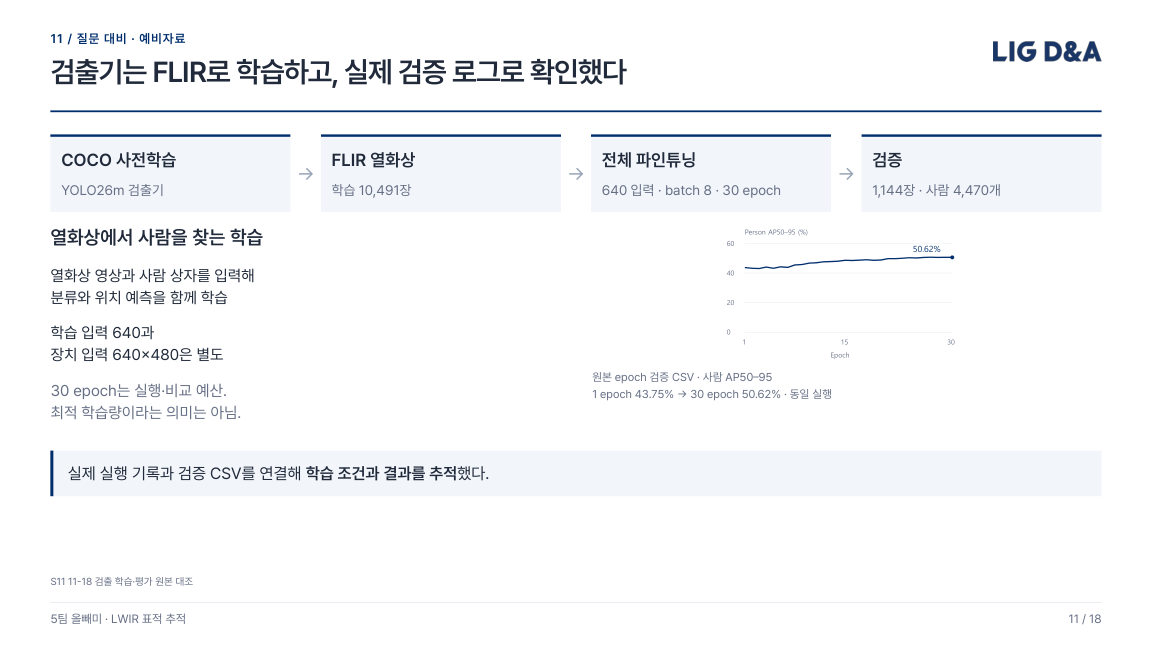 11 / 질문 대비 · 예비자료
검출기는 FLIR로 학습하고, 실제 검증 로그로 확인했다
LIG D&A
COCO 사전학습
YOLO26m 검출기
→
FLIR 열화상
학습 10,491장
→
전체 파인튜닝
640 입력 · batch 8 · 30 epoch
→
검증
1,144장 · 사람 4,470개
열화상에서 사람을 찾는 학습
열화상 영상과 사람 상자를 입력해
분류와 위치 예측을 함께 학습
학습 입력 640과
장치 입력 640×480은 별도
30 epoch는 실행·비교 예산.
최적 학습량이라는 의미는 아님.
Person AP50–95 (%)
60
50.62%
40
20
0
1
15
30
Epoch
원본 epoch 검증 CSV · 사람 AP50–95
1 epoch 43.75% → 30 epoch 50.62% · 동일 실행
실제 실행 기록과 검증 CSV를 연결해 학습 조건과 결과를 추적했다.
S11 11-18 검출 학습·평가 원본 대조
5팀 올빼미 · LWIR 표적 추적
11 / 18